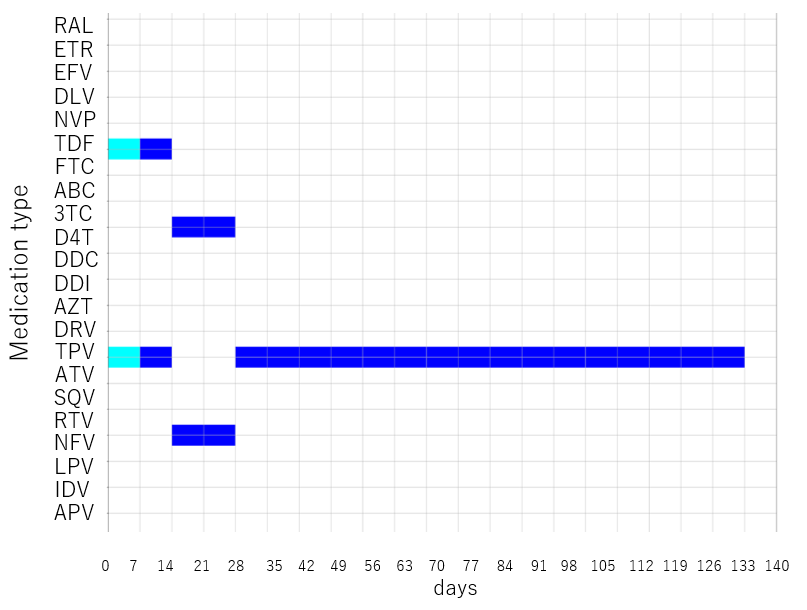 RAL
ETR
EFV
DLV
NVP
TDF
FTC
ABC
3TC
D4T
DDC
DDI
AZT
DRV
TPV
ATV
SQV
RTV
NFV
LPV
IDV
APV
Medication type
0 7 14 21 28 35 42 49 56 63 70 77 84 91 98 105 112 119 126 133 140
days